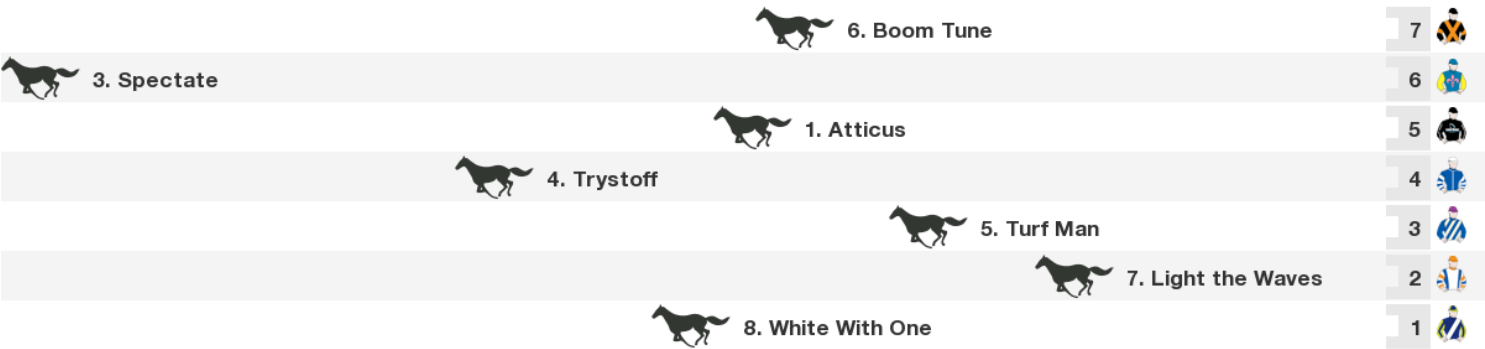 6. Boom Tune 7
3. Spectate 6
1. Atticus 5
4. Trystoff 4
5. Turf Man 3
7. Light the Waves 2
8. White With One 1